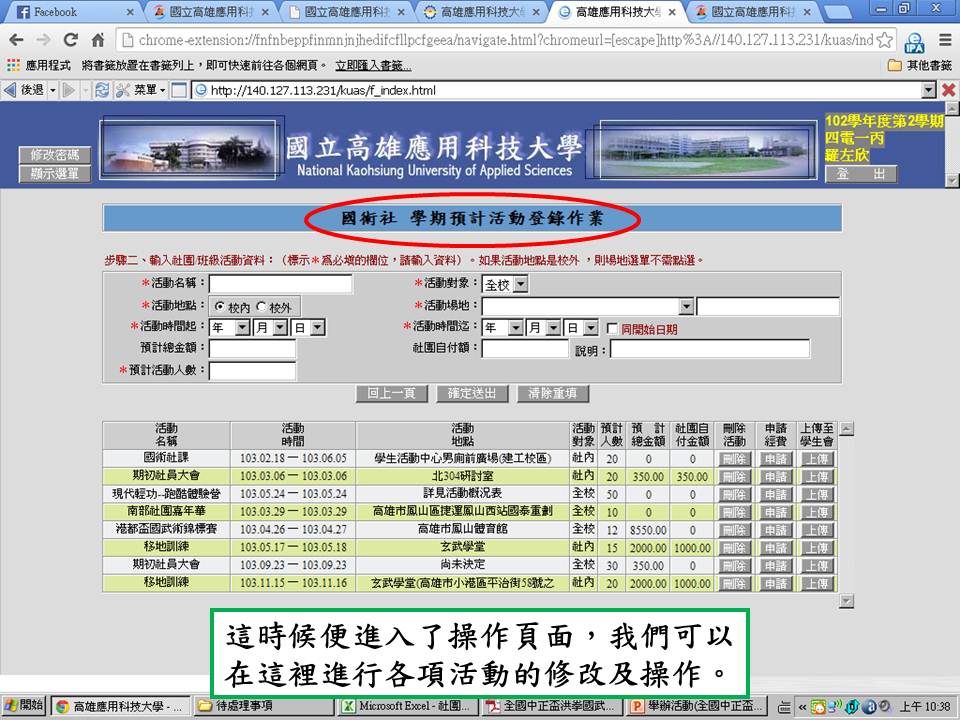 Facebook
國立高雄應用科
國立高雄應用科
高雄應用科技大
高雄應用科技大
國立高雄應用科
chrome-extension://fnfnbeppfinmnjnjhedifcfllpcfgeea/navigate.html?chromeurl=[escape]http%3A//140.127.113.231/kuas/ind
應用程式 將書籤放置在書籤列上，即可快速前往各個網頁。 立即匯入書籤... 其他書籤
後退 菜單 http://140.127.113.231/kuas/f_index.html
修改密碼
顯示選單
國立高雄應用科技大學
National Kaohsiung University of Applied Sciences
102學年度第2學期
四電一丙
羅左欣
登 出
國術社 學期預計活動登錄作業
步驟二、輸入社團/班級活動資料：（標示＊為必填的欄位，請輸入資料）。如果活動地點是校外，則場地選單不需點選。
＊活動名稱： ＊活動對象： 全校
＊活動地點： 校內 校外 ＊活動場地：
＊活動時間起： 年 月 日 ＊活動時間迄： 年 月 日 同開始日期
預計總金額： 社團自付額： 說明：
＊預計活動人數：
回上一頁 確定送出 清除重填
活動名稱 活動時間 活動地點 活動對象 預計人數 預計總金額 社團自付金額 刪除活動 申請經費 上傳至學生會
國術社課 103.02.18 — 103.06.05 學生活動中心男廁前廣場(建工校區) 社內 20 0 0 刪除 申請 上傳
期初社員大會 103.03.06 — 103.03.06 北304研討室 社內 20 350.00 350.00 刪除 申請 上傳
現代輕功--跑酷體驗營 103.05.24 — 103.05.24 詳見活動概況表 全校 50 0 0 刪除 申請 上傳
南部社團嘉年華 103.03.29 — 103.03.29 高雄市鳳山區捷運鳳山西站國泰重劃 全校 10 0 0 刪除 申請 上傳
港都盃國武術錦標賽 103.04.26 — 103.04.27 高雄市鳳山體育館 全校 12 8550.00 0 刪除 申請 上傳
移地訓練 103.05.17 — 103.05.18 玄武學堂 社內 15 2000.00 1000.00 刪除 申請 上傳
期初社員大會 103.09.23 — 103.09.23 尚未決定 全校 30 350.00 0 刪除 申請 上傳
移地訓練 103.11.15 — 103.11.16 玄武學堂(高雄市小港區平治街58號之 社內 20 2000.00 1000.00 刪除 申請 上傳
這時候便進入了操作頁面，我們可以
在這裡進行各項活動的修改及操作。
開始 高雄應用科技大學 - ... 待處理事項 Microsoft Excel - 社團... 全國中正盃洪拳國武... 舉辦活動(全國中正盃... 上午 10:38